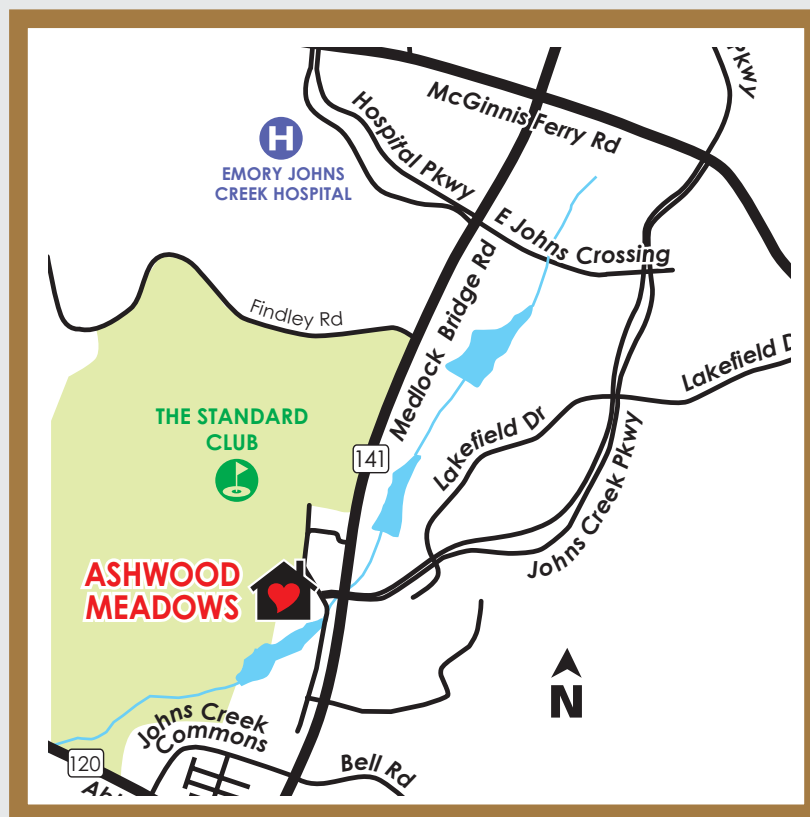 Pkwy
McGinnis Ferry Rd
Hospital Pkwy
H
EMORY JOHNS
CREEK HOSPITAL
E Johns Crossing
Medlock Bridge Rd
Findley Rd
Lakefield D
THE STANDARD
CLUB
Lakefield Dr
141
Johns Creek Pkwy
ASHWOOD
MEADOWS
N
Johns Creek
Commons
120
Bell Rd